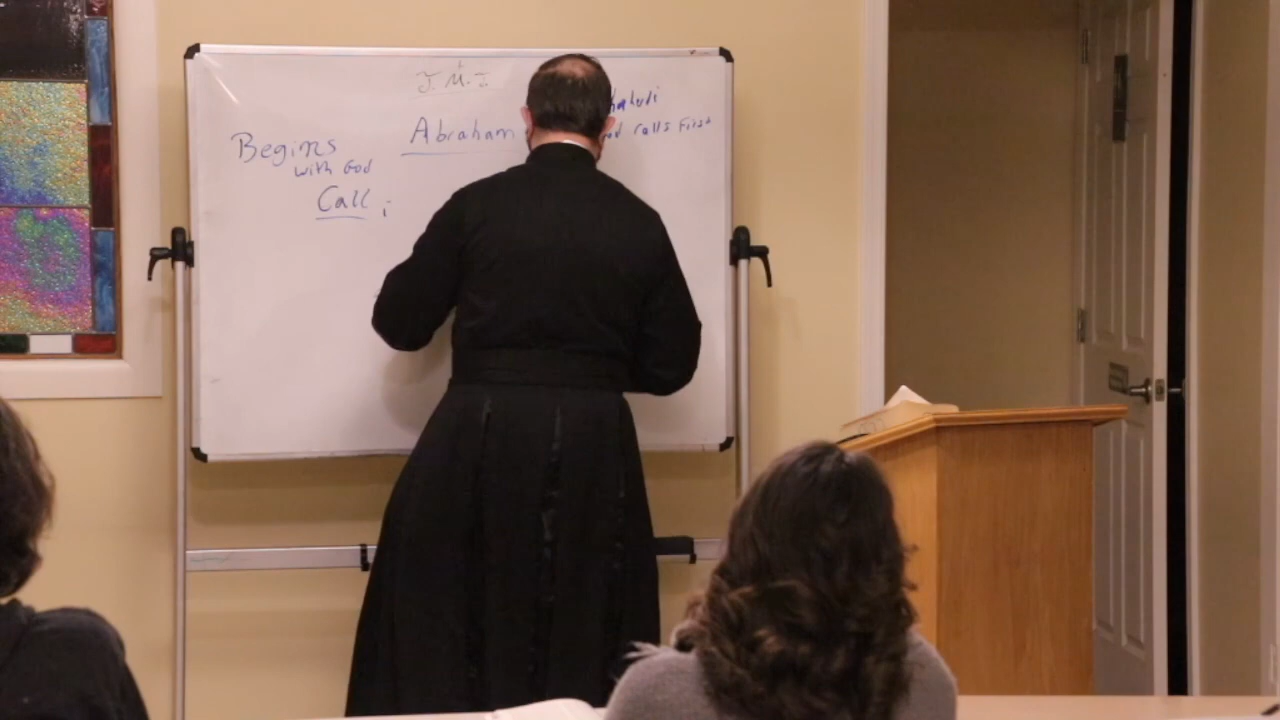 J. M. J.
Begins
with God
Call
Abraham
calls First